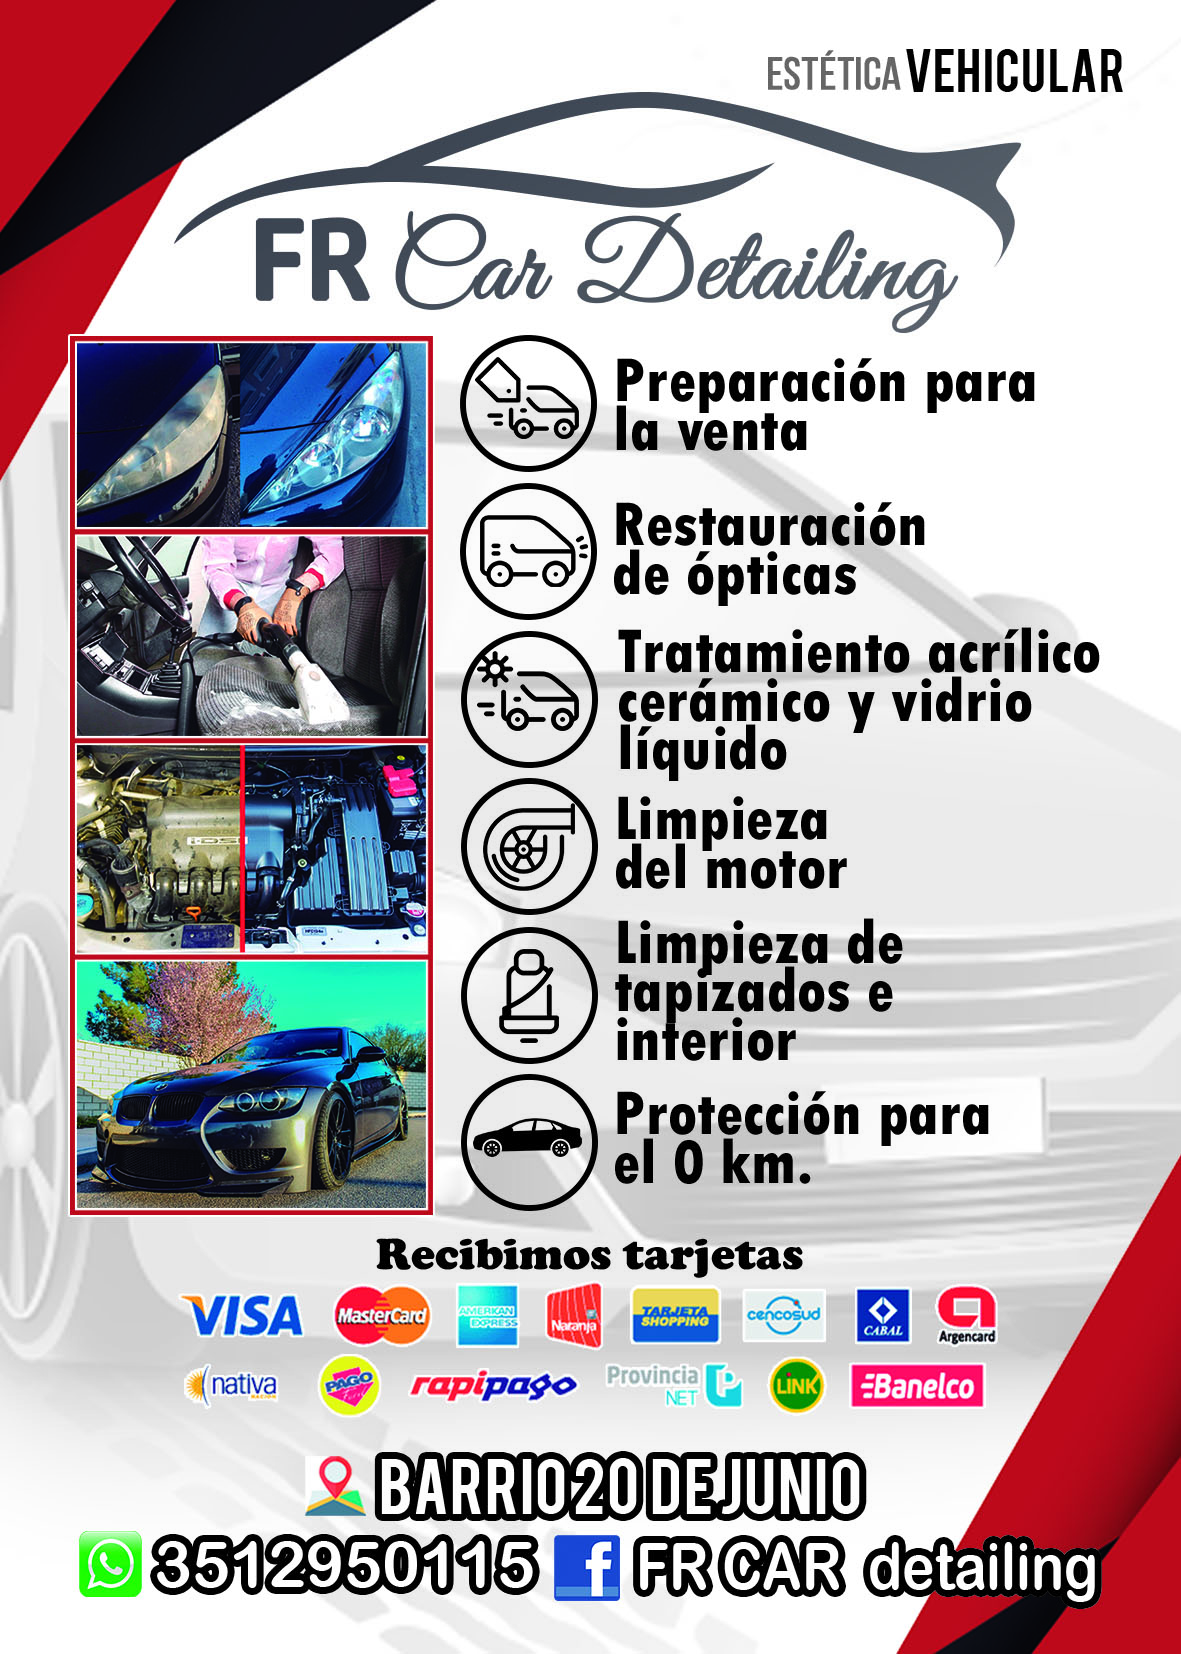 ESTÉTICA VEHICULAR
FR Car Detailing
Preparación para
la venta
Restauración
de ópticas
Tratamiento acrílico
cerámico y vidrio
líquido
Limpieza
del motor
Limpieza de
tapizados e
interior
Protección para
el 0 km.
Recibimos tarjetas
VISA
MasterCard
AMERICAN
EXPRESS
Naranja
TARJETA
SHOPPING
cencosud
CABAL
Argencard
nativa
NACION
PAGO
fácil
rapipago
Provincia
NET
LINK
Banelco
BARRIO 20 DE JUNIO
3512950115
FR CAR detailing